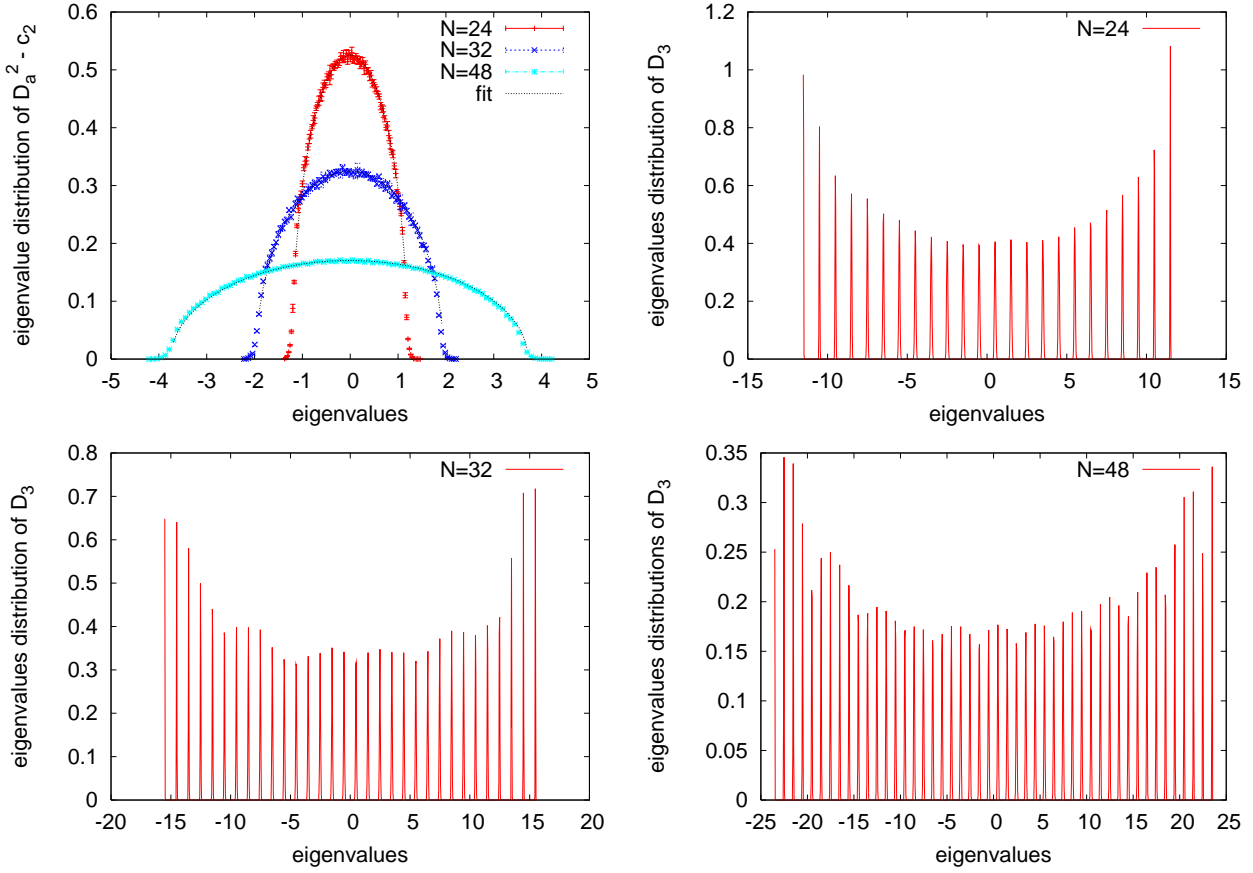 eigenvalue distribution of D_a^2 - c_2
0.6
0.5
0.4
0.3
0.2
0.1
0
-5 -4 -3 -2 -1 0 1 2 3 4 5
eigenvalues
N=24
N=32
N=48
fit
eigenvalues distribution of D_3
1.2
1
0.8
0.6
0.4
0.2
0
-15 -10 -5 0 5 10 15
eigenvalues
N=24
eigenvalues distribution of D_3
0.8
0.7
0.6
0.5
0.4
0.3
0.2
0.1
0
-20 -15 -10 -5 0 5 10 15 20
eigenvalues
N=32
eigenvalues distributions of D_3
0.35
0.3
0.25
0.2
0.15
0.1
0.05
0
-25 -20 -15 -10 -5 0 5 10 15 20 25
eigenvalues
N=48